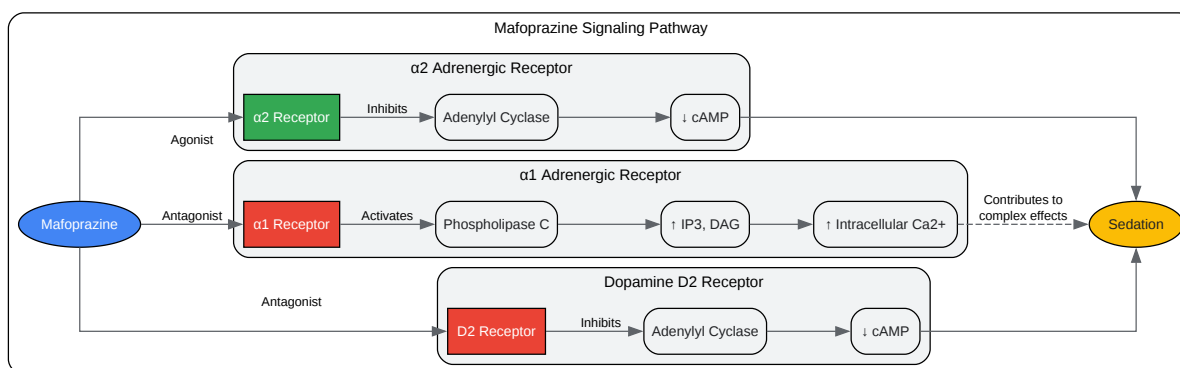 Mafoprazine Signaling Pathway
α2 Adrenergic Receptor
α2 Receptor
Inhibits
Adenylyl Cyclase
↓ cAMP
Agonist
α1 Adrenergic Receptor
Mafoprazine
Antagonist
α1 Receptor
Activates
Phospholipase C
↑ IP3, DAG
↑ Intracellular Ca2+
Contributes to
complex effects
Sedation
Dopamine D2 Receptor
Antagonist
D2 Receptor
Inhibits
Adenylyl Cyclase
↓ cAMP